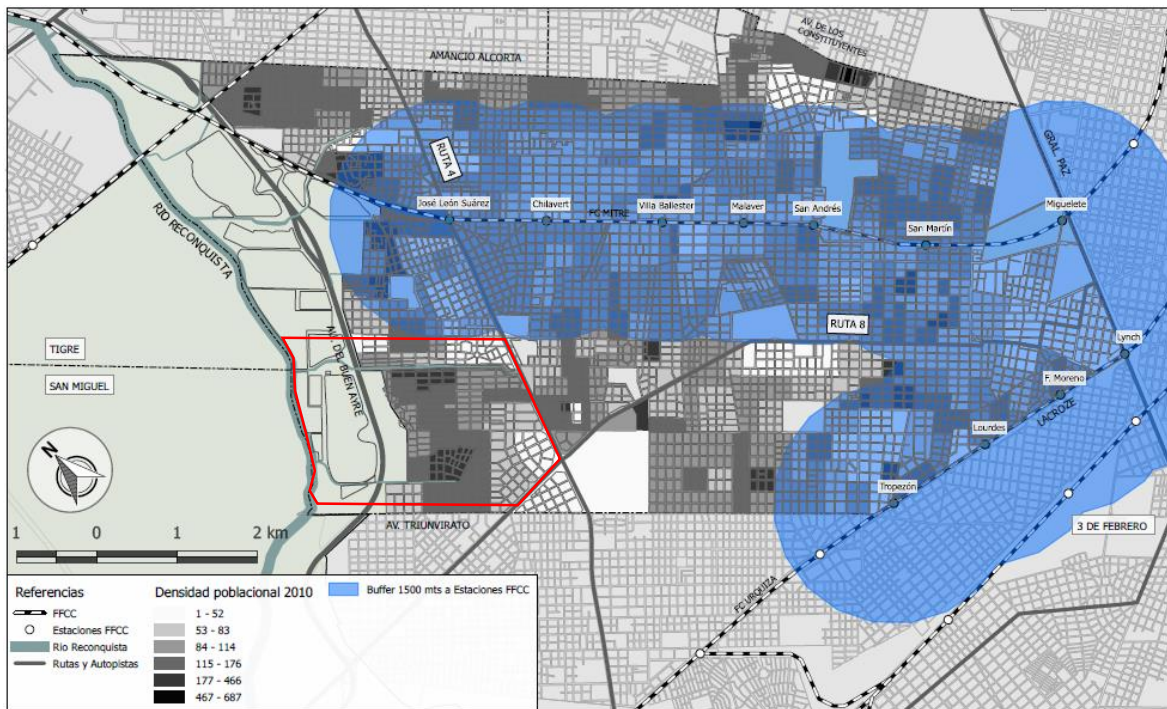 AV. DE LOS
CONSTITUYENTES
AMANCIO ALCORTA
RUTA 4
GRAL PAZ
José León Suárez
Chilavert
Villa Ballester
Malaver
San Andrés
San Martín
Miguelete
FC MITRE
RIO RECONQUISTA
AV. DEL BUEN AYRE
RUTA 8
Lynch
TIGRE
SAN MIGUEL
F. Moreno
LACROZE
Lourdes
Tropezón
N
AV. TRIUNVIRATO
3 DE FEBRERO
1 0 1 2 km
FC URQUIZA
Referencias
FFCC
Estaciones FFCC
Rio Reconquista
Rutas y Autopistas
Densidad poblacional 2010
1 - 52
53 - 83
84 - 114
115 - 176
177 - 466
467 - 687
Buffer 1500 mts a Estaciones FFCC